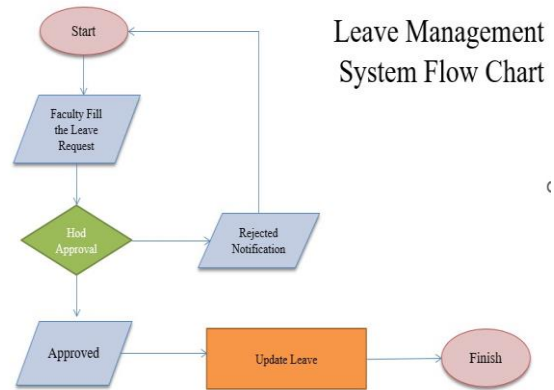 Leave Management
System Flow Chart
Start
Faculty Fill
the Leave
Request
Hod
Approval
Rejected
Notification
Approved
Update Leave
Finish